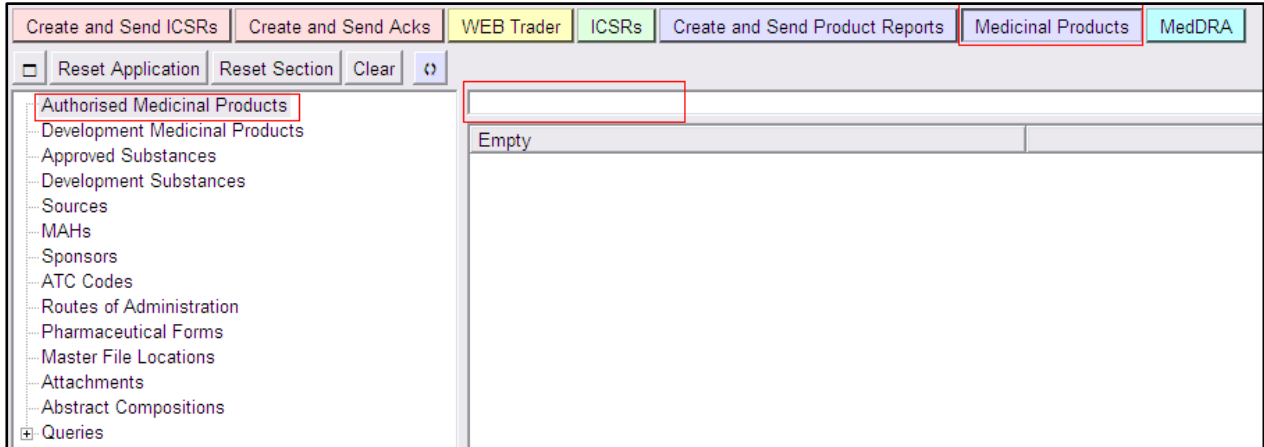 Create and Send ICSRs Create and Send Acks WEB Trader ICSRs Create and Send Product Reports Medicinal Products MedDRA
Reset Application Reset Section Clear
Authorised Medicinal Products
Development Medicinal Products
Approved Substances
Development Substances
Sources
MAHs
Sponsors
ATC Codes
Routes of Administration
Pharmaceutical Forms
Master File Locations
Attachments
Abstract Compositions
Queries
Empty